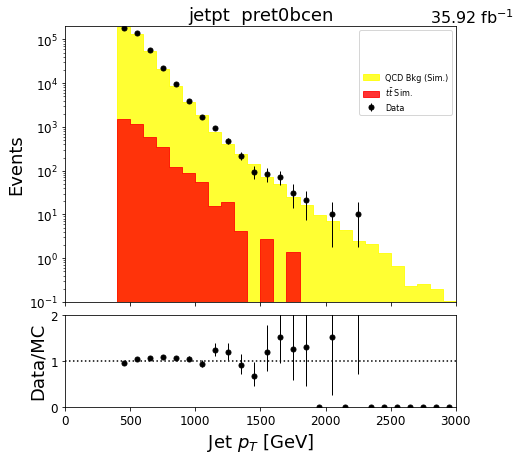 jetpt pret0bcen
35.92 fb⁻¹
Events
10⁵
10⁴
10³
10²
10¹
10⁰
10⁻¹
QCD Bkg (Sim.)
tt̄ Sim.
Data
Data/MC
2
1
0
0 500 1000 1500 2000 2500 3000
Jet p_T [GeV]